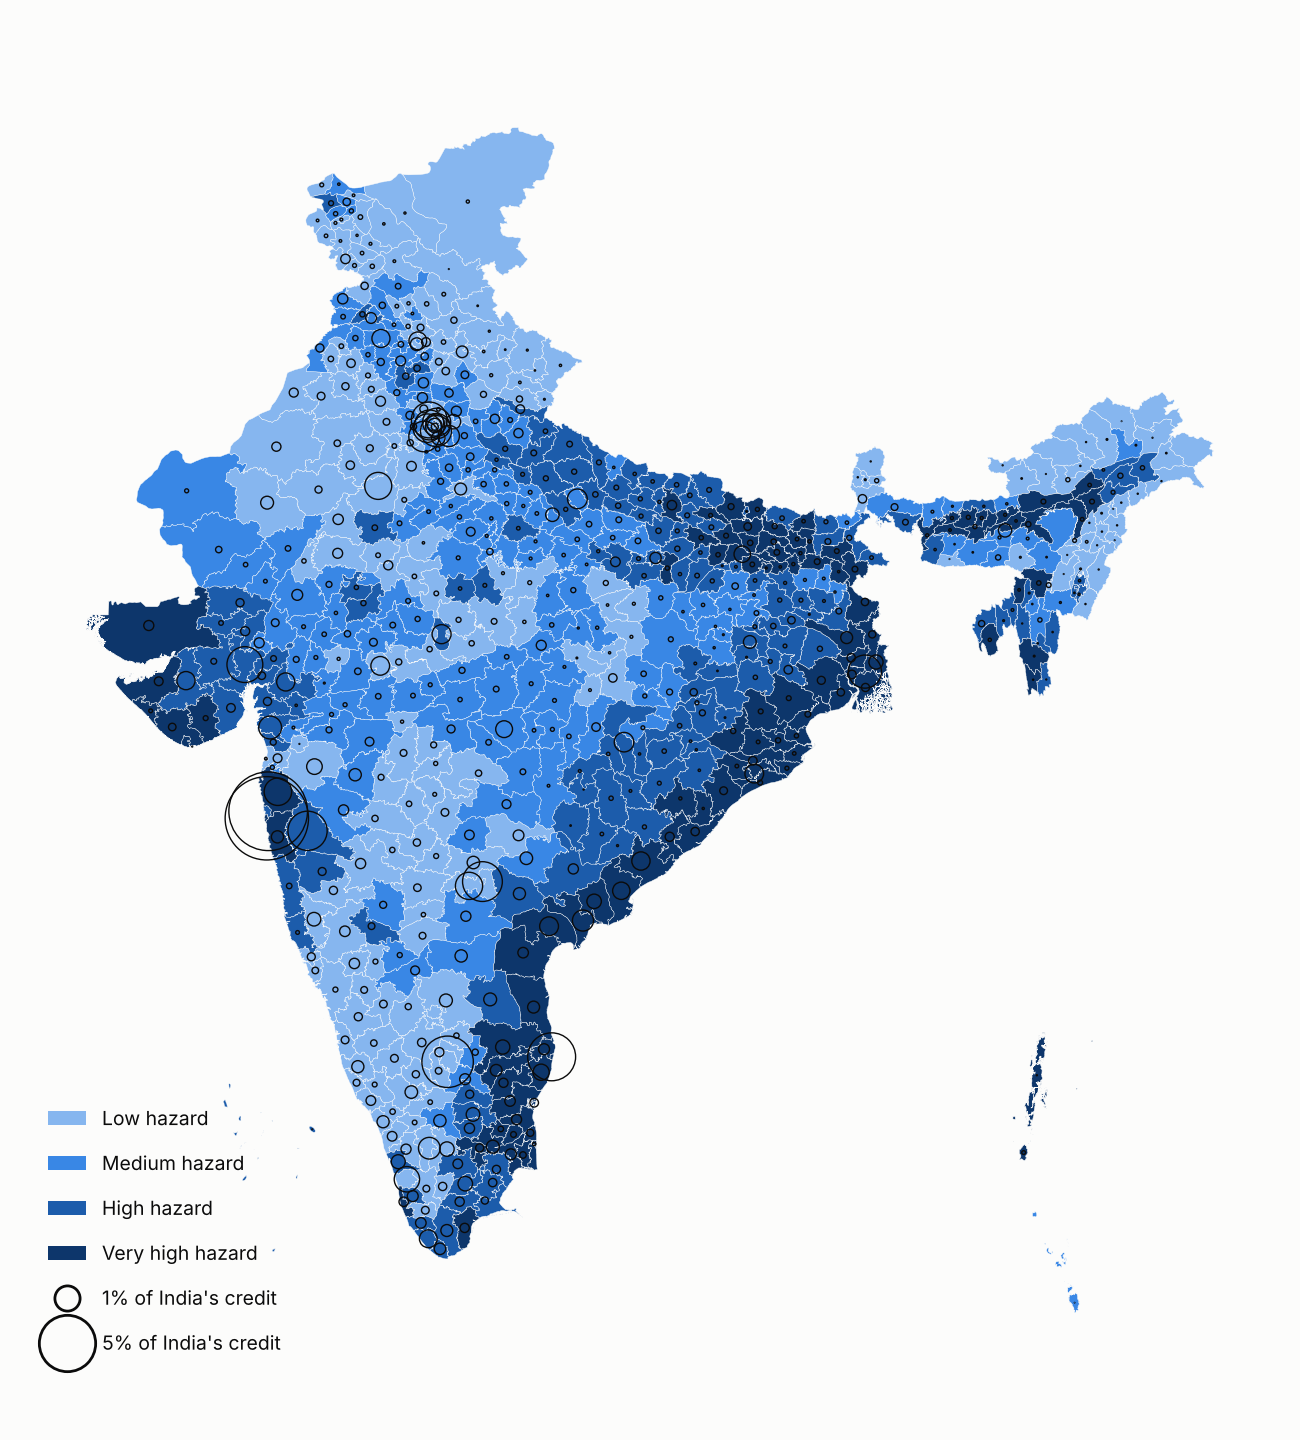 Low hazard
Medium hazard
High hazard
Very high hazard
1% of India's credit
5% of India's credit